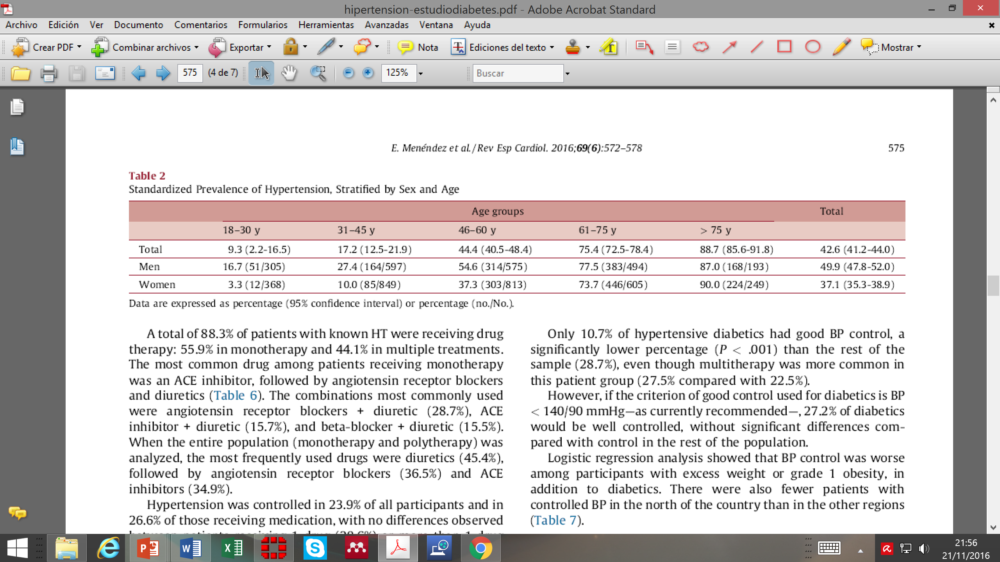 hipertension-estudiodiabetes.pdf - Adobe Acrobat Standard
Archivo Edición Ver Documento Comentarios Formularios Herramientas Avanzadas Ventana Ayuda
Crear PDF Combinar archivos Exportar Nota Ediciones del texto Mostrar
575 (4 de 7) 125% Buscar
E. Menéndez et al. / Rev Esp Cardiol. 2016;69(6):572–578 575
Table 2
Standardized Prevalence of Hypertension, Stratified by Sex and Age
Age groups Total
18–30 y 31–45 y 46–60 y 61–75 y > 75 y
Total 9.3 (2.2-16.5) 17.2 (12.5-21.9) 44.4 (40.5-48.4) 75.4 (72.5-78.4) 88.7 (85.6-91.8) 42.6 (41.2-44.0)
Men 16.7 (51/305) 27.4 (164/597) 54.6 (314/575) 77.5 (383/494) 87.0 (168/193) 49.9 (47.8-52.0)
Women 3.3 (12/368) 10.0 (85/849) 37.3 (303/813) 73.7 (446/605) 90.0 (224/249) 37.1 (35.3-38.9)
Data are expressed as percentage (95% confidence interval) or percentage (no./No.).
A total of 88.3% of patients with known HT were receiving drug
therapy: 55.9% in monotherapy and 44.1% in multiple treatments.
The most common drug among patients receiving monotherapy
was an ACE inhibitor, followed by angiotensin receptor blockers
and diuretics (Table 6). The combinations most commonly used
were angiotensin receptor blockers + diuretic (28.7%), ACE
inhibitor + diuretic (15.7%), and beta-blocker + diuretic (15.5%).
When the entire population (monotherapy and polytherapy) was
analyzed, the most frequently used drugs were diuretics (45.4%),
followed by angiotensin receptor blockers (36.5%) and ACE
inhibitors (34.9%).
Hypertension was controlled in 23.9% of all participants and in
26.6% of those receiving medication, with no differences observed
Only 10.7% of hypertensive diabetics had good BP control, a
significantly lower percentage (P < .001) than the rest of the
sample (28.7%), even though multitherapy was more common in
this patient group (27.5% compared with 22.5%).
However, if the criterion of good control used for diabetics is BP
< 140/90 mmHg—as currently recommended—, 27.2% of diabetics
would be well controlled, without significant differences com-
pared with control in the rest of the population.
Logistic regression analysis showed that BP control was worse
among participants with excess weight or grade 1 obesity, in
addition to diabetics. There were also fewer patients with
controlled BP in the north of the country than in the other regions
(Table 7).
21:56
21/11/2016